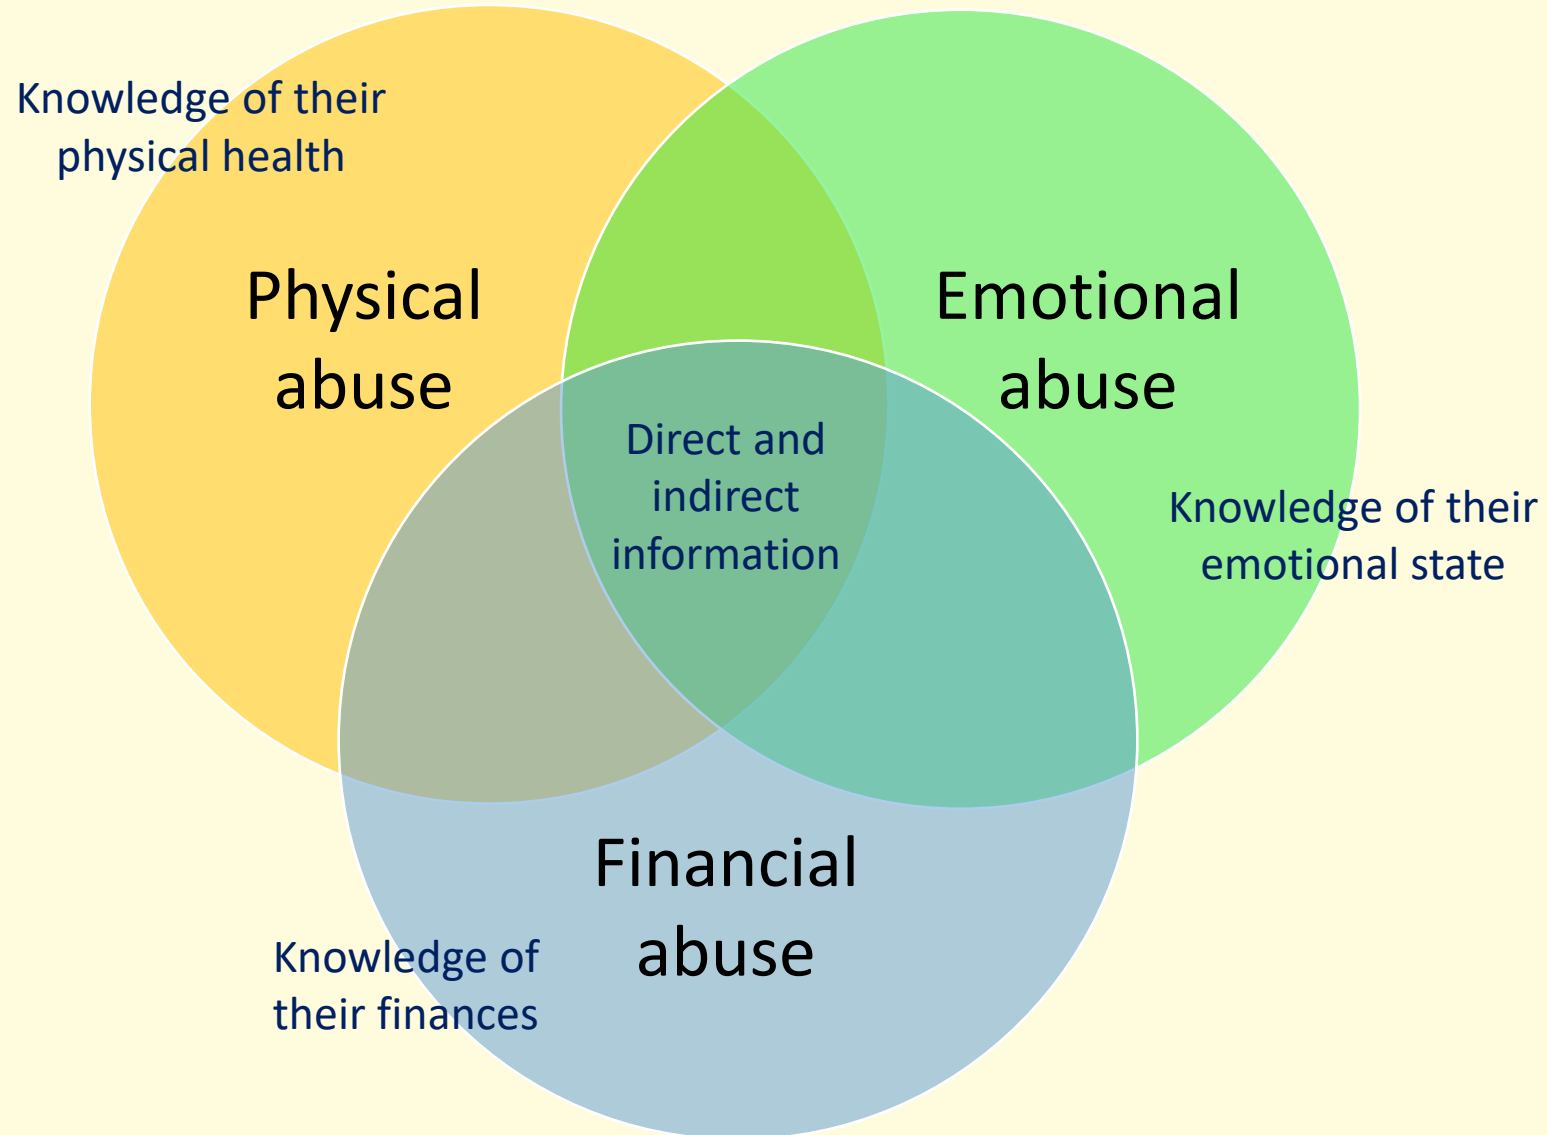 Knowledge of their
physical health
Physical
abuse
Emotional
abuse
Direct and
indirect
information
Knowledge of their
emotional state
Financial
abuse
Knowledge of
their finances